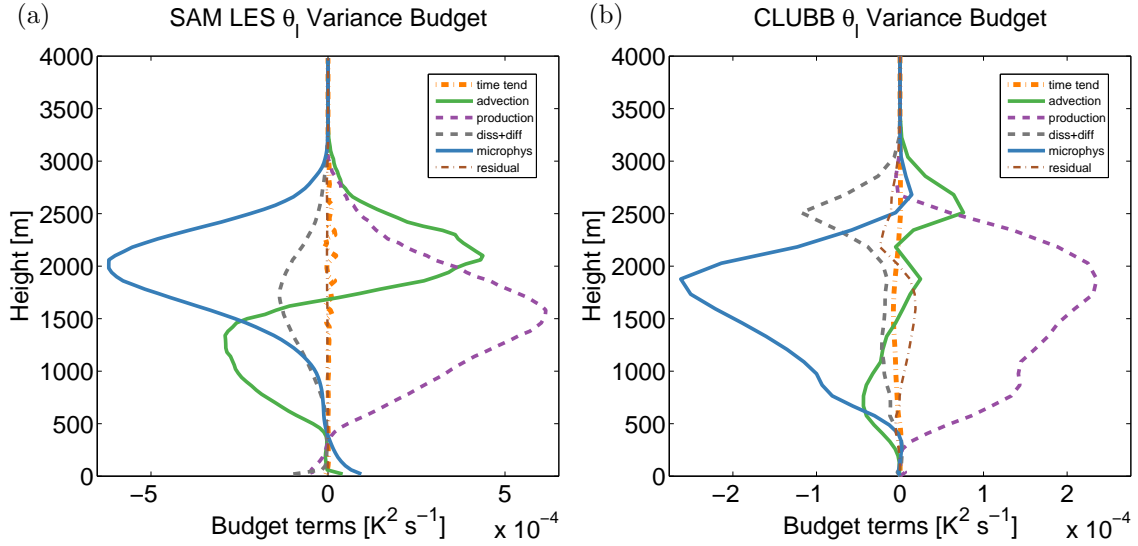 (a)
SAM LES θl Variance Budget
4000
3500
3000
2500
2000
1500
1000
500
0
Height [m]
time tend
advection
production
diss+diff
microphys
residual
−5
0
5
Budget terms [K2 s−1]
x 10−4
(b)
CLUBB θl Variance Budget
4000
3500
3000
2500
2000
1500
1000
500
0
Height [m]
time tend
advection
production
diss+diff
microphys
residual
−2
−1
0
1
2
Budget terms [K2 s−1]
x 10−4